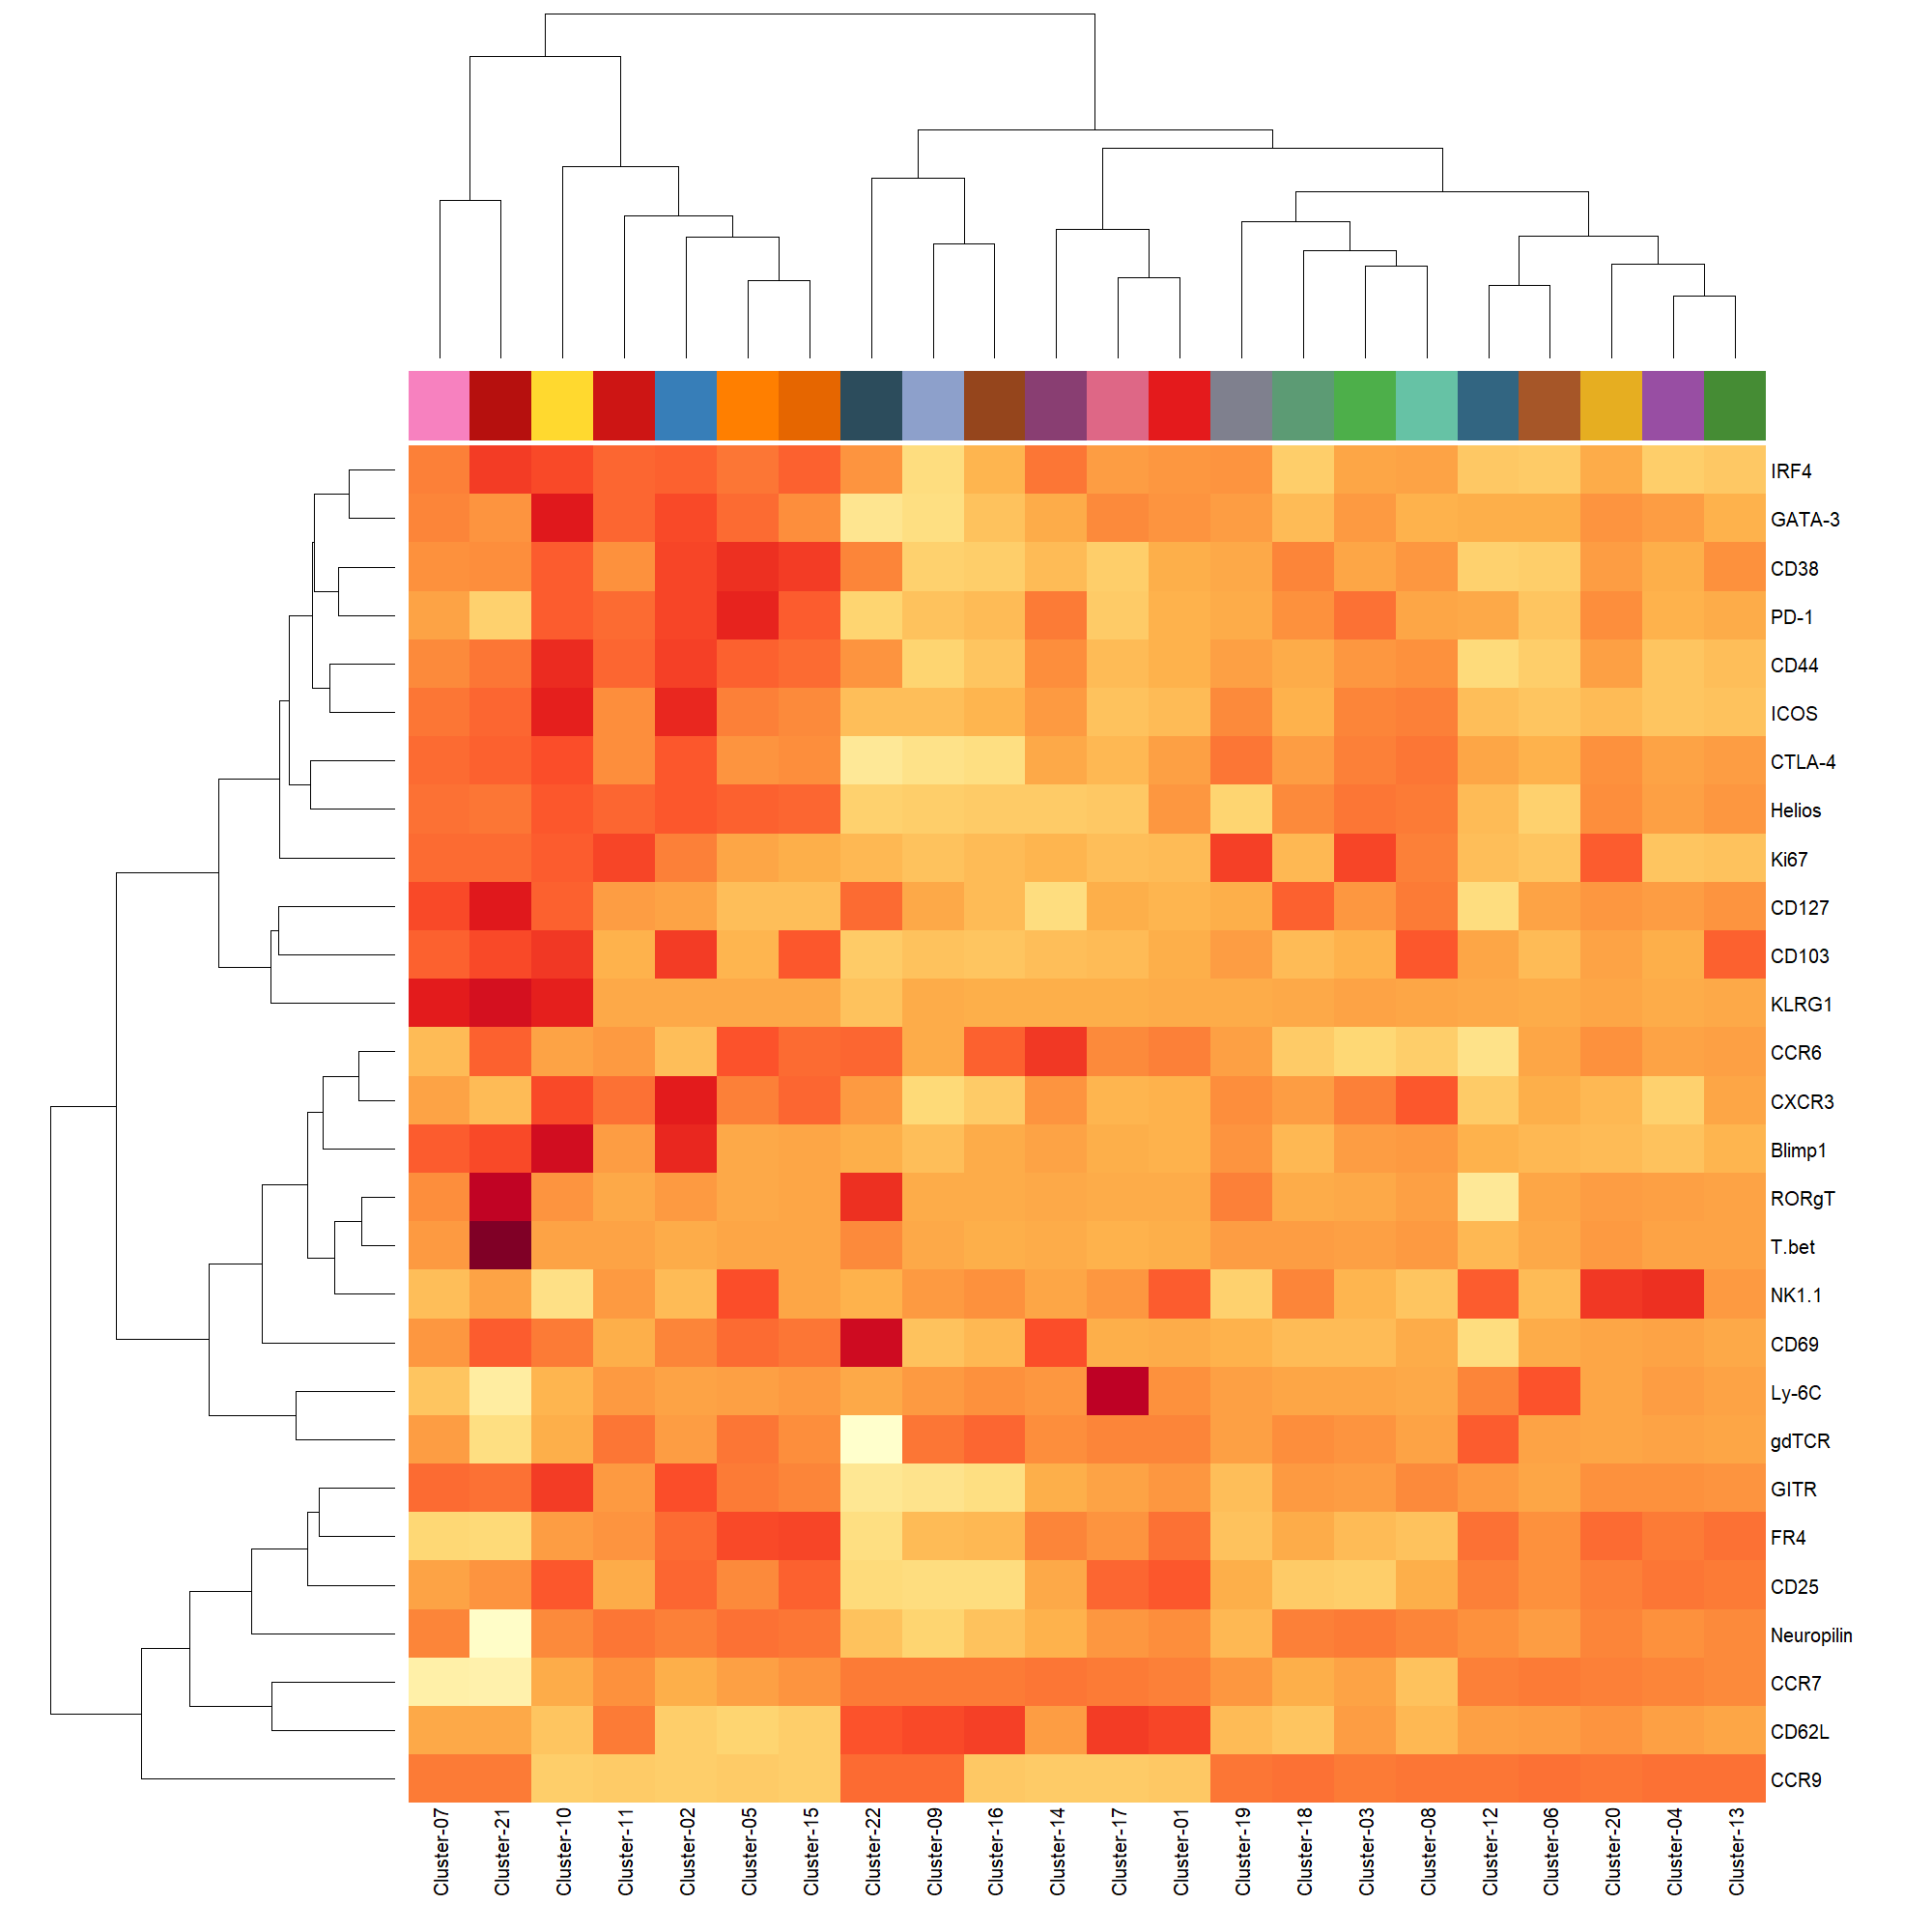 IRF4
GATA-3
CD38
PD-1
CD44
ICOS
CTLA-4
Helios
Ki67
CD127
CD103
KLRG1
CCR6
CXCR3
Blimp1
RORgT
T.bet
NK1.1
CD69
Ly-6C
gdTCR
GITR
FR4
CD25
Neuropilin
CCR7
CD62L
CCR9
Cluster-07
Cluster-21
Cluster-10
Cluster-11
Cluster-02
Cluster-05
Cluster-15
Cluster-22
Cluster-09
Cluster-16
Cluster-14
Cluster-17
Cluster-01
Cluster-19
Cluster-18
Cluster-03
Cluster-08
Cluster-12
Cluster-06
Cluster-20
Cluster-04
Cluster-13